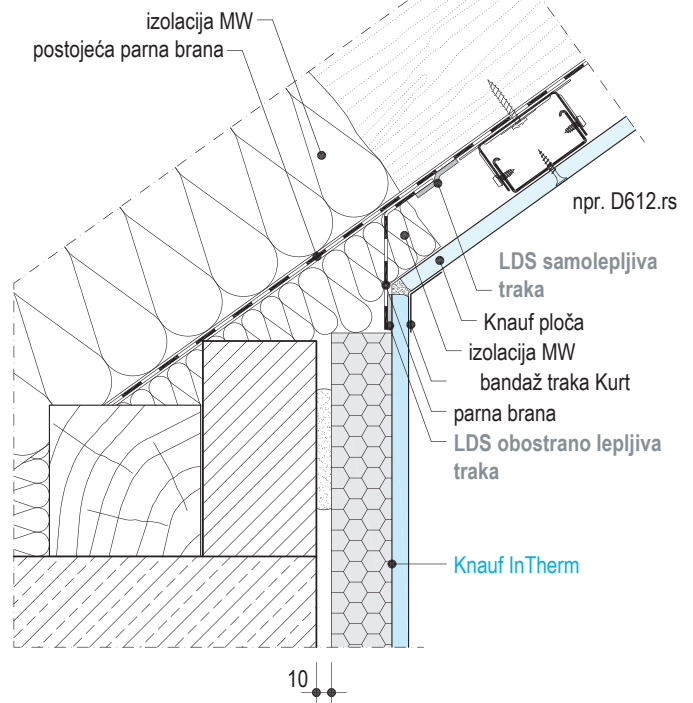 izolacija MW
postojeća parna brana
npr. D612.rs
LDS samolepljiva
traka
Knauf ploča
izolacija MW
bandaž traka Kurt
parna brana
LDS obostrano lepljiva
traka
Knauf InTherm
10